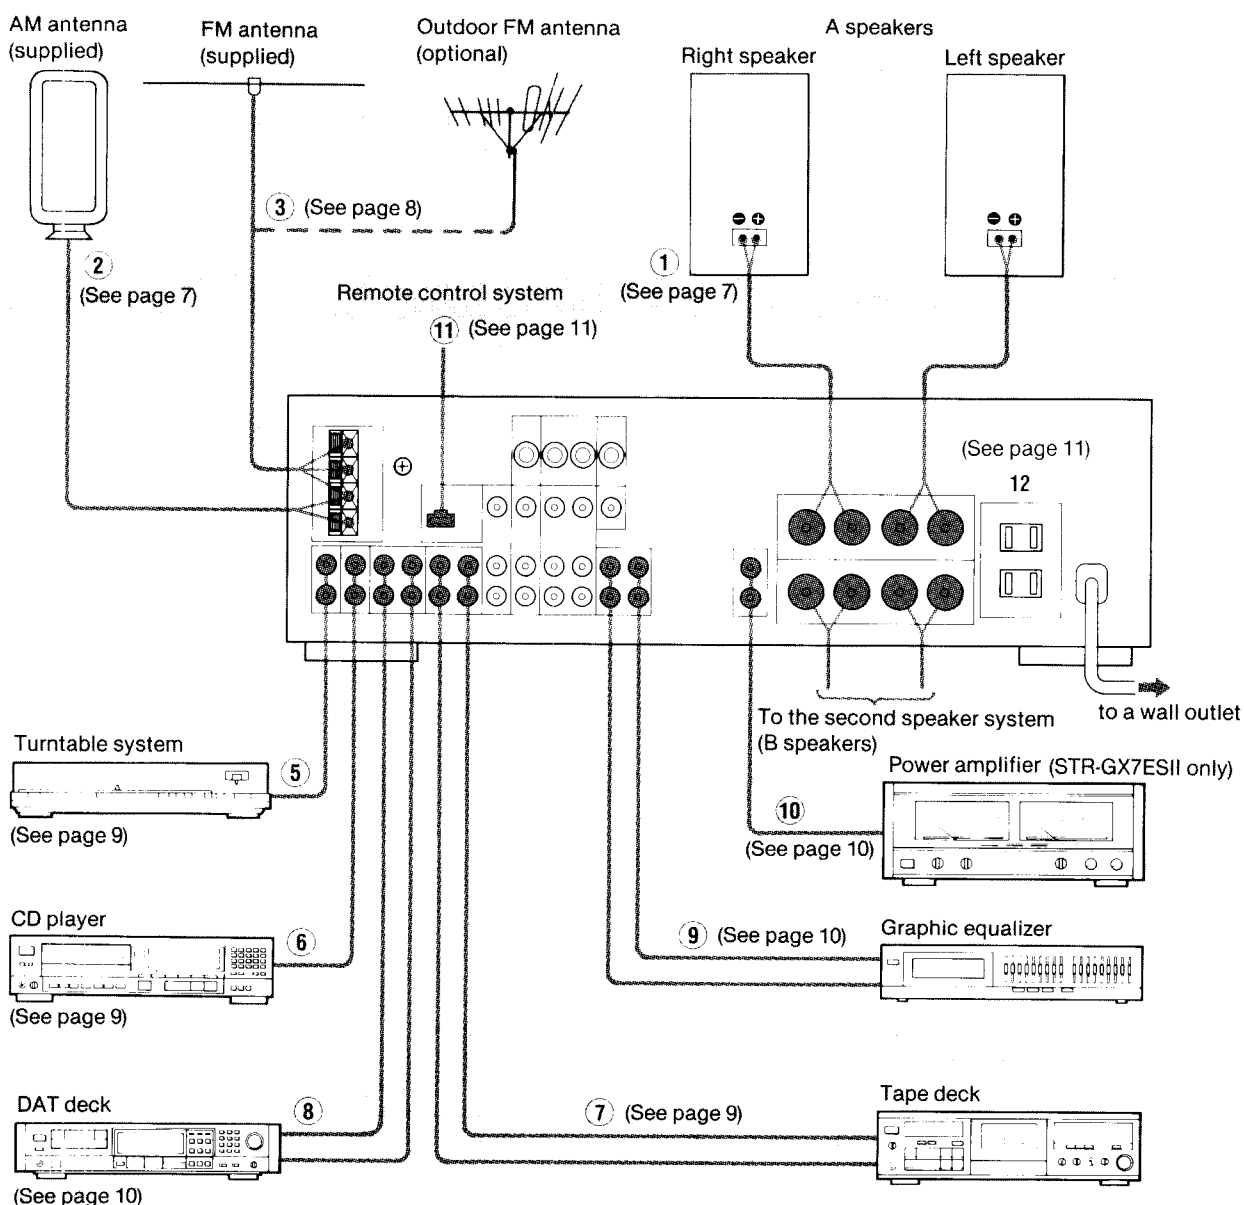 AM antenna
(supplied)
FM antenna
(supplied)
Outdoor FM antenna
(optional)
A speakers
Right speaker
Left speaker
3 (See page 8)
2
(See page 7)
1
(See page 7)
Remote control system
11 (See page 11)
(See page 11)
12
to a wall outlet
To the second speaker system
(B speakers)
Turntable system
5
(See page 9)
Power amplifier (STR-GX7ESII only)
10
(See page 10)
CD player
6
(See page 9)
9 (See page 10)
Graphic equalizer
DAT deck
8
(See page 10)
7 (See page 9)
Tape deck